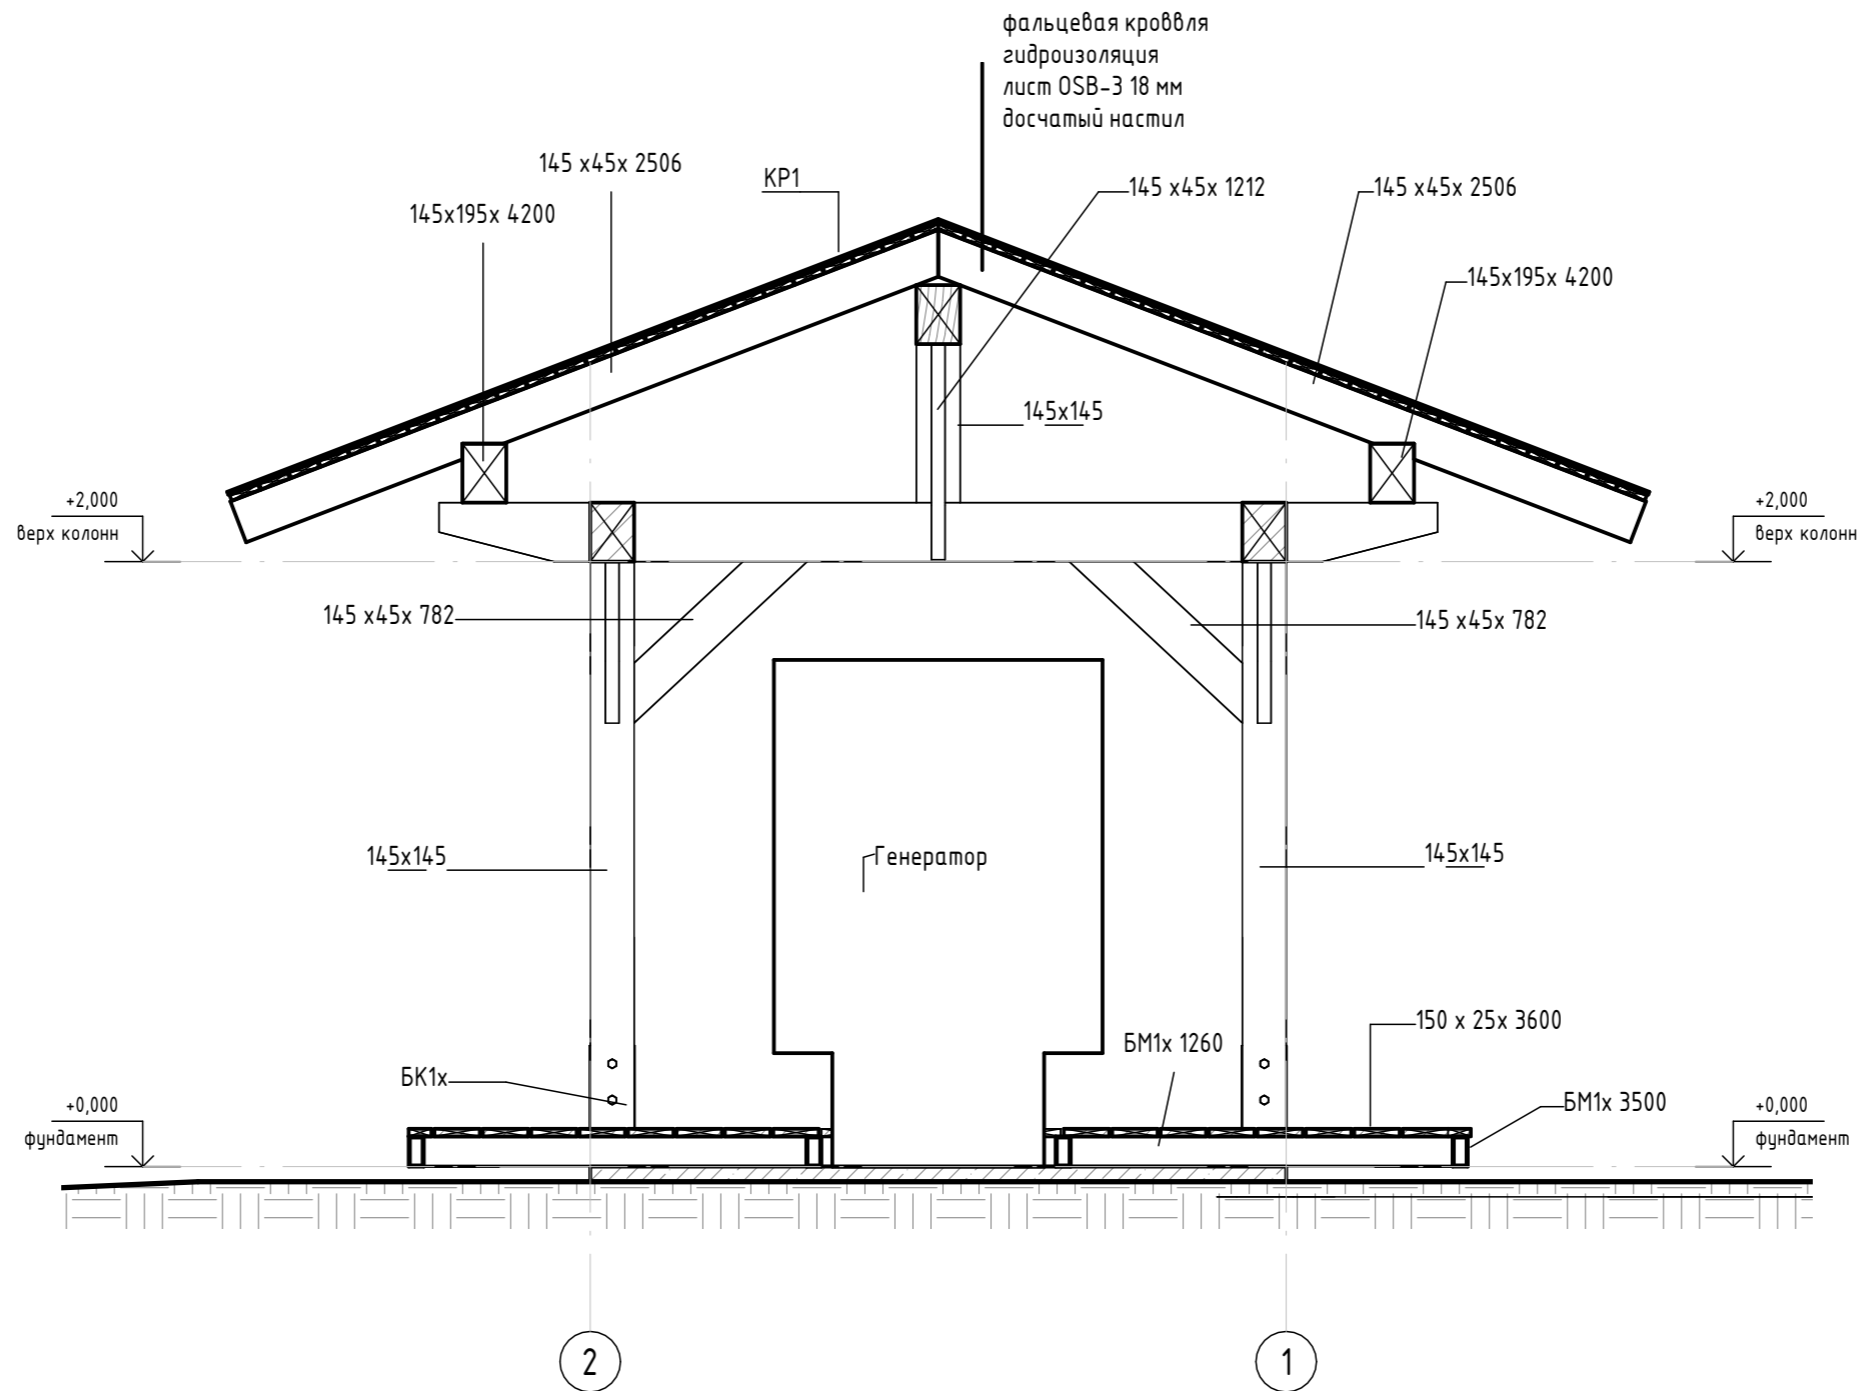 фальцевая кроввля
гидроизоляция
лист OSB-3 18 мм
досчатый настил
145 x45x 2506
КР1
145 x45x 1212
145 x45x 2506
145x195x 4200
145x195x 4200
145x145
+2,000
верх колонн
+2,000
верх колонн
145 x45x 782
145 x45x 782
145x145
Генератор
145x145
150 x 25x 3600
БМ1x 1260
БК1x
БМ1x 3500
+0,000
фундамент
+0,000
фундамент
2
1